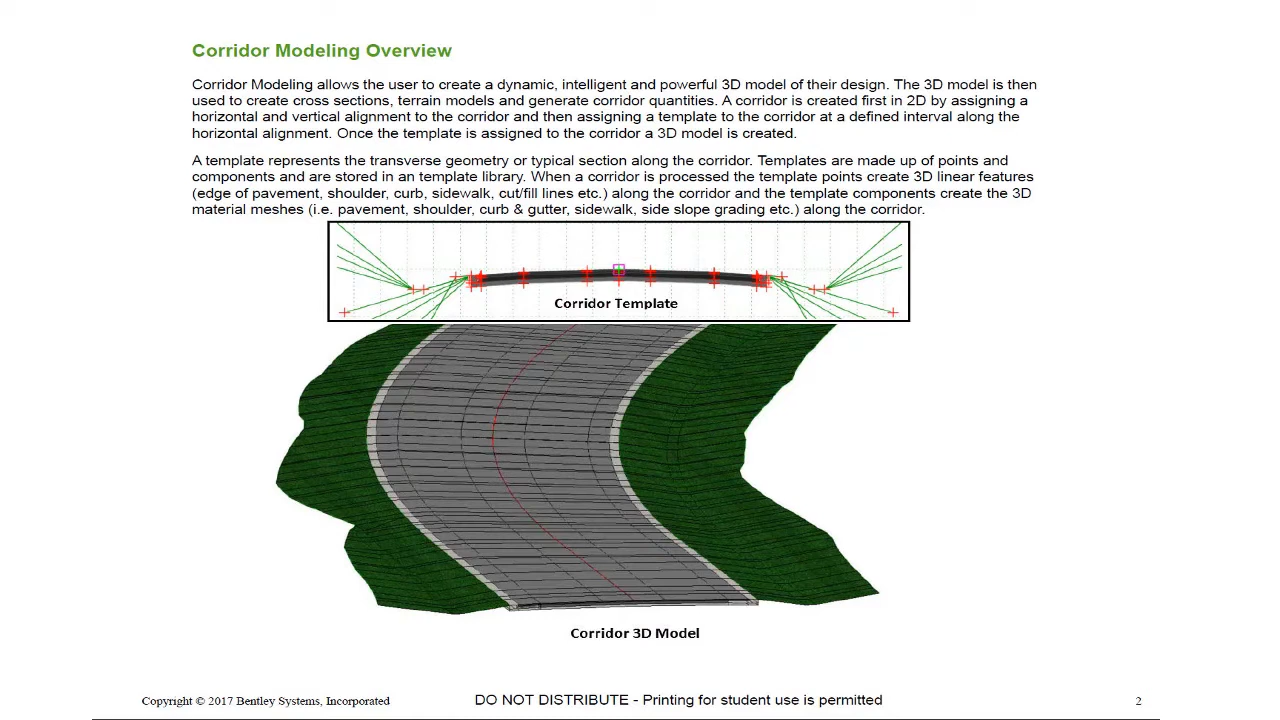 Corridor Modeling Overview
Corridor Modeling allows the user to create a dynamic, intelligent and powerful 3D model of their design. The 3D model is then
used to create cross sections, terrain models and generate corridor quantities. A corridor is created first in 2D by assigning a
horizontal and vertical alignment to the corridor and then assigning a template to the corridor at a defined interval along the
horizontal alignment. Once the template is assigned to the corridor a 3D model is created.
A template represents the transverse geometry or typical section along the corridor. Templates are made up of points and
components and are stored in an template library. When a corridor is processed the template points create 3D linear features
(edge of pavement, shoulder, curb, sidewalk, cut/fill lines etc.) along the corridor and the template components create the 3D
material meshes (i.e. pavement, shoulder, curb & gutter, sidewalk, side slope grading etc.) along the corridor.
Corridor Template
Corridor 3D Model
Copyright © 2017 Bentley Systems, Incorporated
DO NOT DISTRIBUTE - Printing for student use is permitted
2